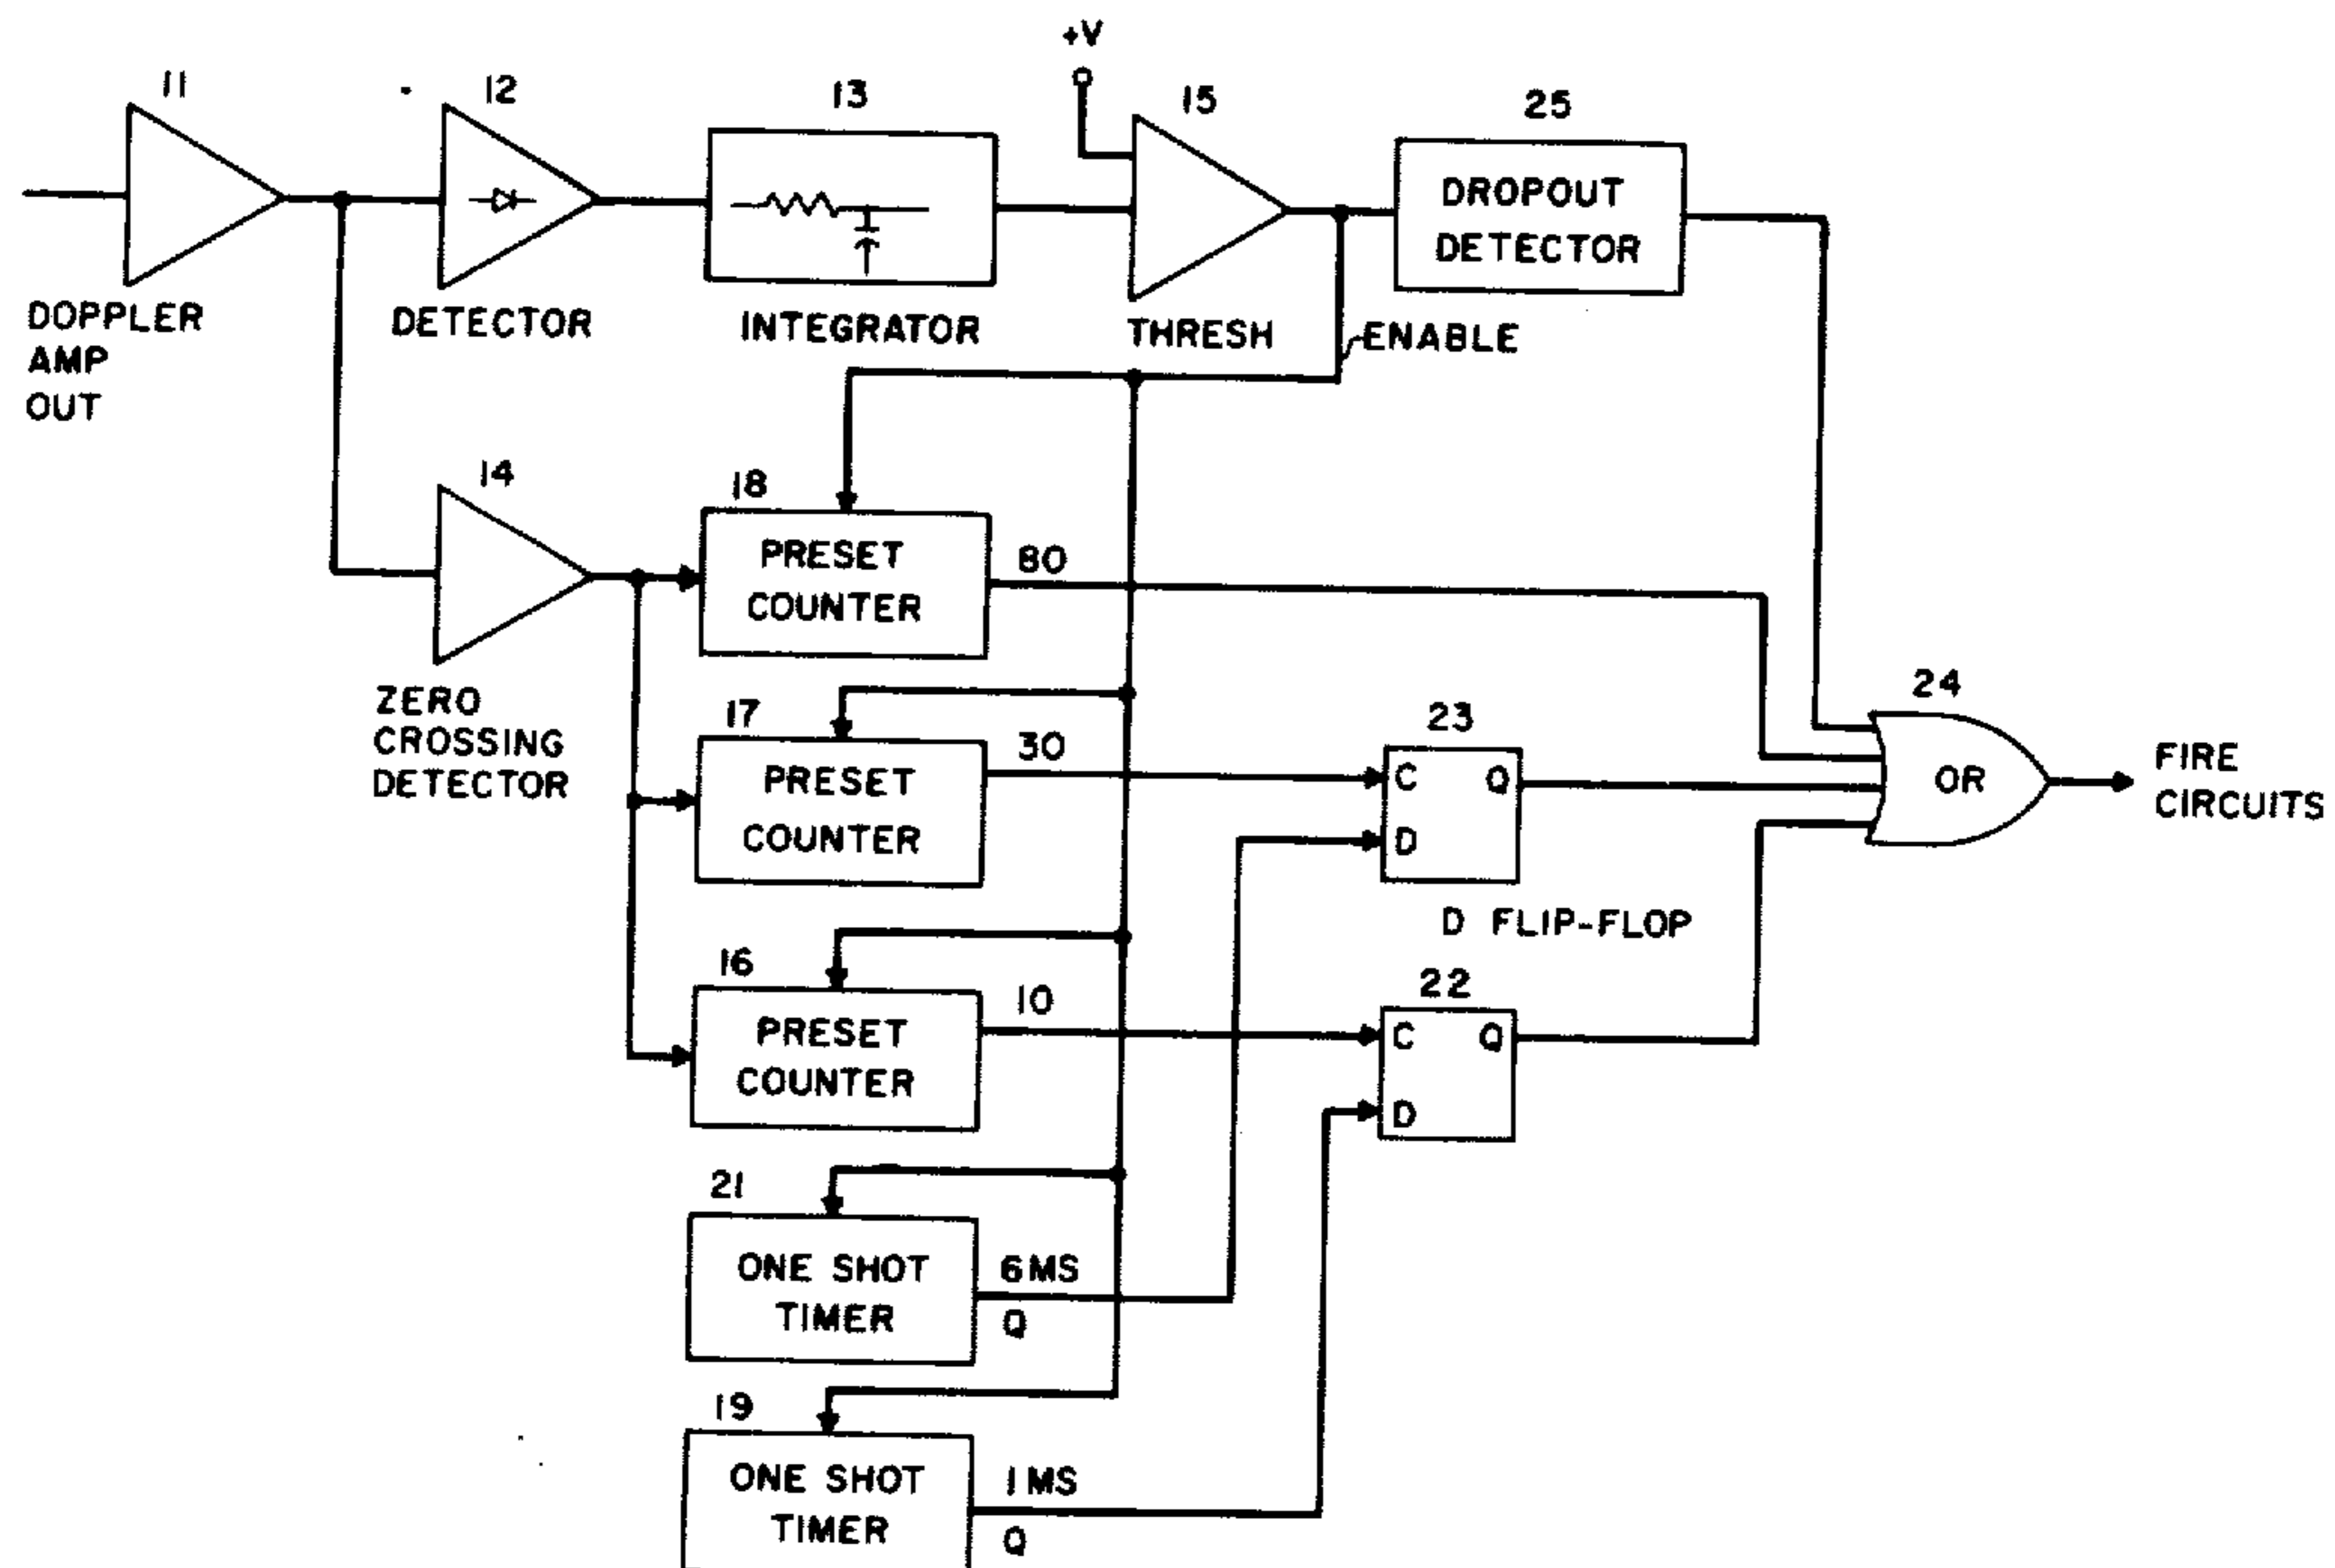 +V
11
12
13
15
25
DROPOUT
DETECTOR
DOPPLER
AMP
OUT
DETECTOR
INTEGRATOR
THRESH
ENABLE
14
18
PRESET
COUNTER
80
ZERO
CROSSING
DETECTOR
17
PRESET
COUNTER
30
23
C Q
D
24
OR
FIRE
CIRCUITS
D FLIP-FLOP
16
PRESET
COUNTER
10
22
C Q
D
21
ONE SHOT
TIMER
6MS
Q
19
ONE SHOT
TIMER
1MS
Q